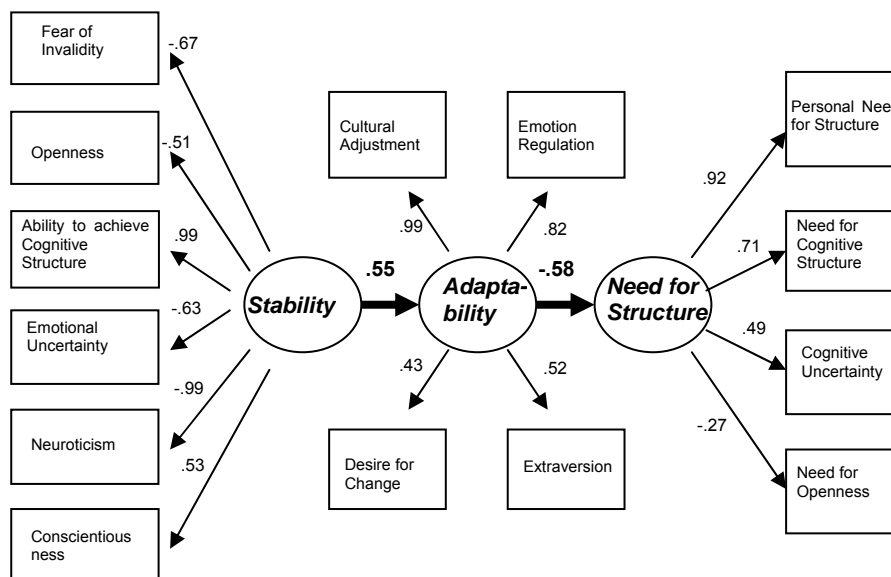 Fear of
Invalidity
-.67
Openness
-.51
Ability to achieve
Cognitive
Structure
.99
Emotional
Uncertainty
-.63
Neuroticism
-.99
Conscientious
ness
.53
Stability
.55
Cultural
Adjustment
.99
Emotion
Regulation
.82
Adapta-
bility
-.58
.43
Desire for
Change
.52
Extraversion
Need for
Structure
.92
Personal Need
for Structure
.71
Need for
Cognitive
Structure
.49
Cognitive
Uncertainty
-.27
Need for
Openness